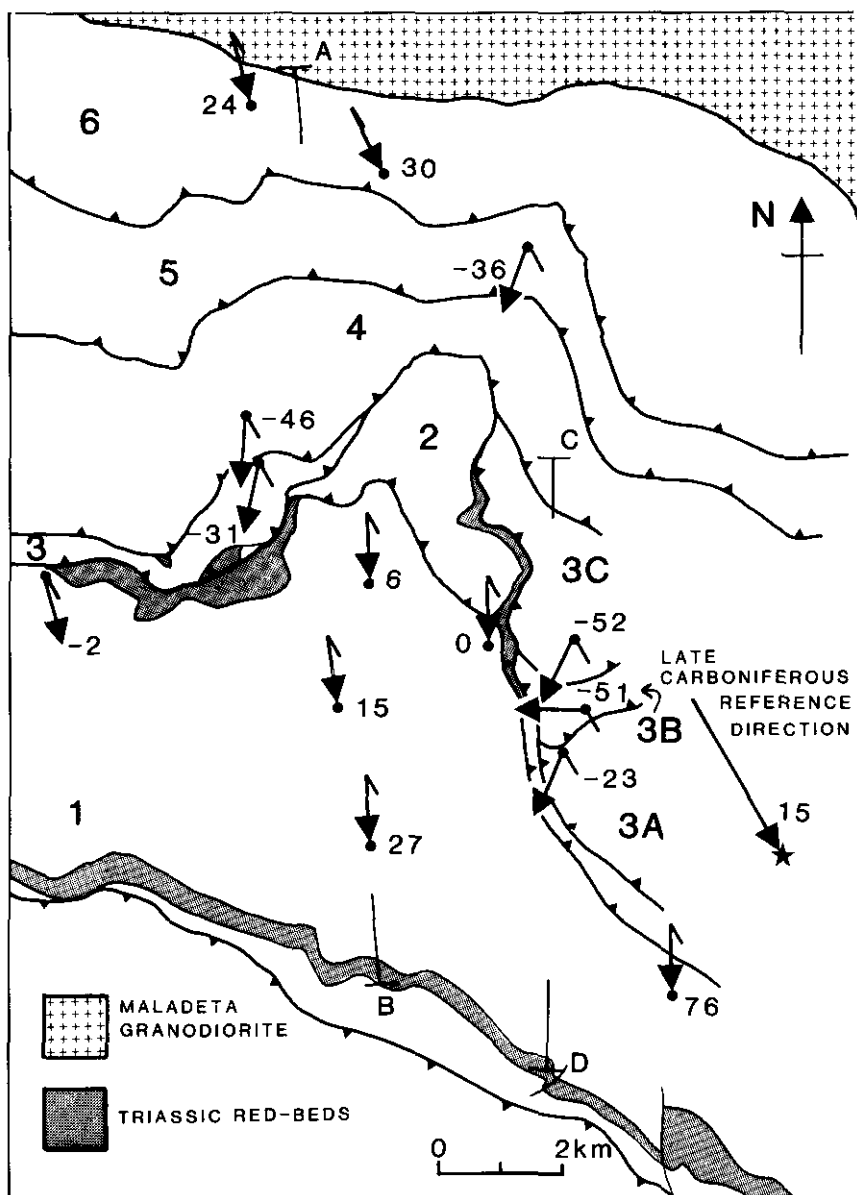 A
24
6
30
N
5
-36
4
-46
2
C
-31
3
3C
6
-2
0
-52
LATE
CARBONIFEROUS
REFERENCE
DIRECTION
-51
3B
15
-23
1
3A
15
27
76
B
MALADETA
GRANODIORITE
D
TRIASSIC RED-BEDS
0 2km